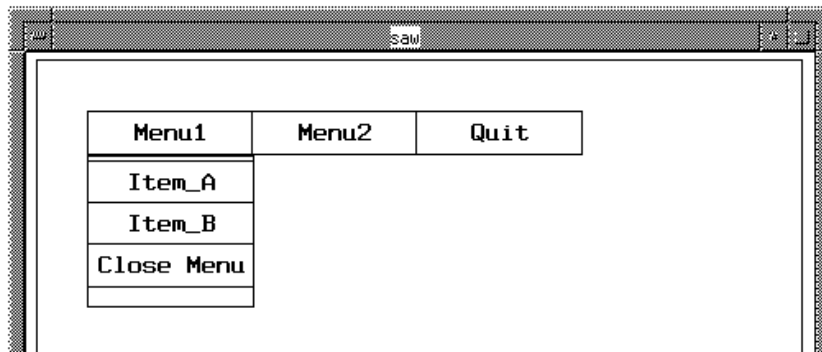 saw
Menu1 Menu2 Quit
Item_A
Item_B
Close Menu